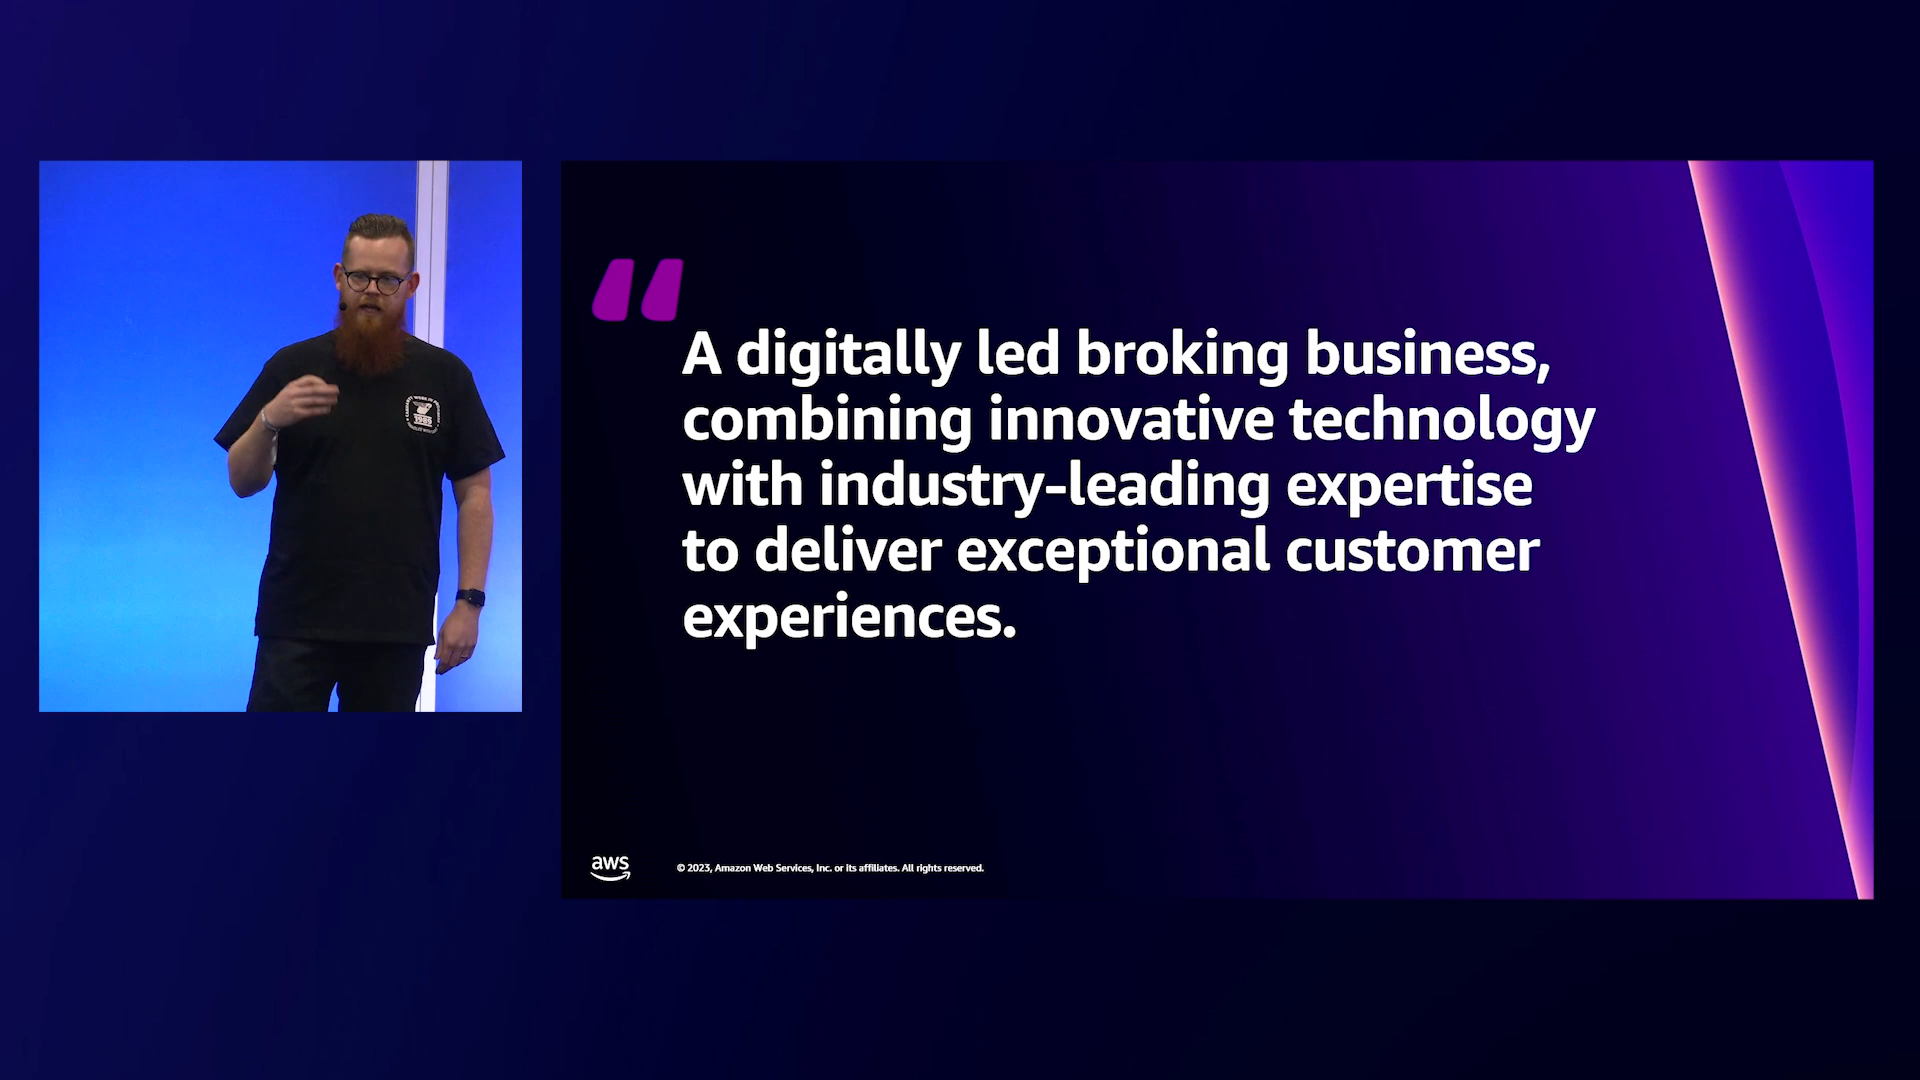 A digitally led broking business,
combining innovative technology
with industry-leading expertise
to deliver exceptional customer
experiences.
aws
© 2023, Amazon Web Services, Inc. or its affiliates. All rights reserved.